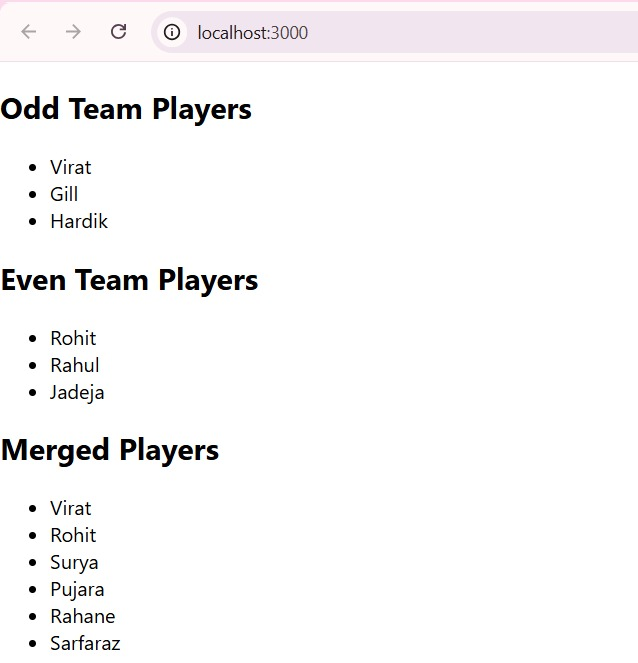 localhost:3000
Odd Team Players
Virat
Gill
Hardik
Even Team Players
Rohit
Rahul
Jadeja
Merged Players
Virat
Rohit
Surya
Pujara
Rahane
Sarfaraz